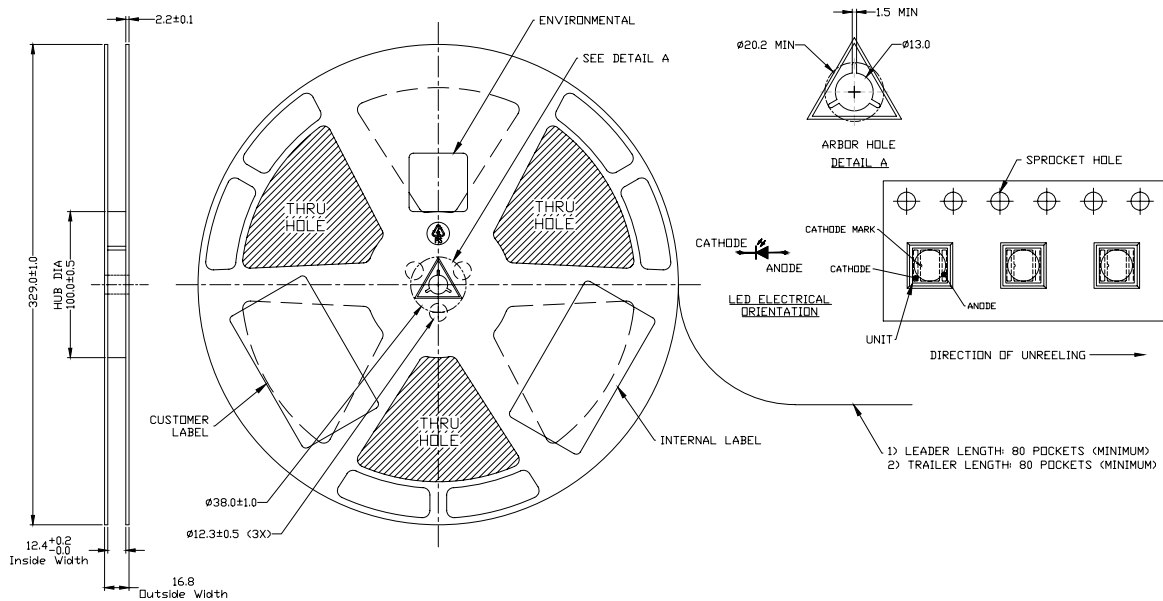 2.2±0.1
ENVIRONMENTAL
SEE DETAIL A
1.5 MIN
ø20.2 MIN
ø13.0
ARBOR HOLE
DETAIL A
SPROCKET HOLE
THRU
HOLE
THRU
HOLE
PS
CATHODE MARK
CATHODE
ANODE
CATHODE
ANODE
UNIT
LED ELECTRICAL
ORIENTATION
DIRECTION OF UNREELING
329.0±1.0
HUB DIA
100.0±0.5
CUSTOMER
LABEL
THRU
HOLE
INTERNAL LABEL
1) LEADER LENGTH: 80 POCKETS (MINIMUM)
2) TRAILER LENGTH: 80 POCKETS (MINIMUM)
ø38.0±1.0
ø12.3±0.5 (3X)
12.4 +0.2 -0.0
Inside Width
16.8
Outside Width